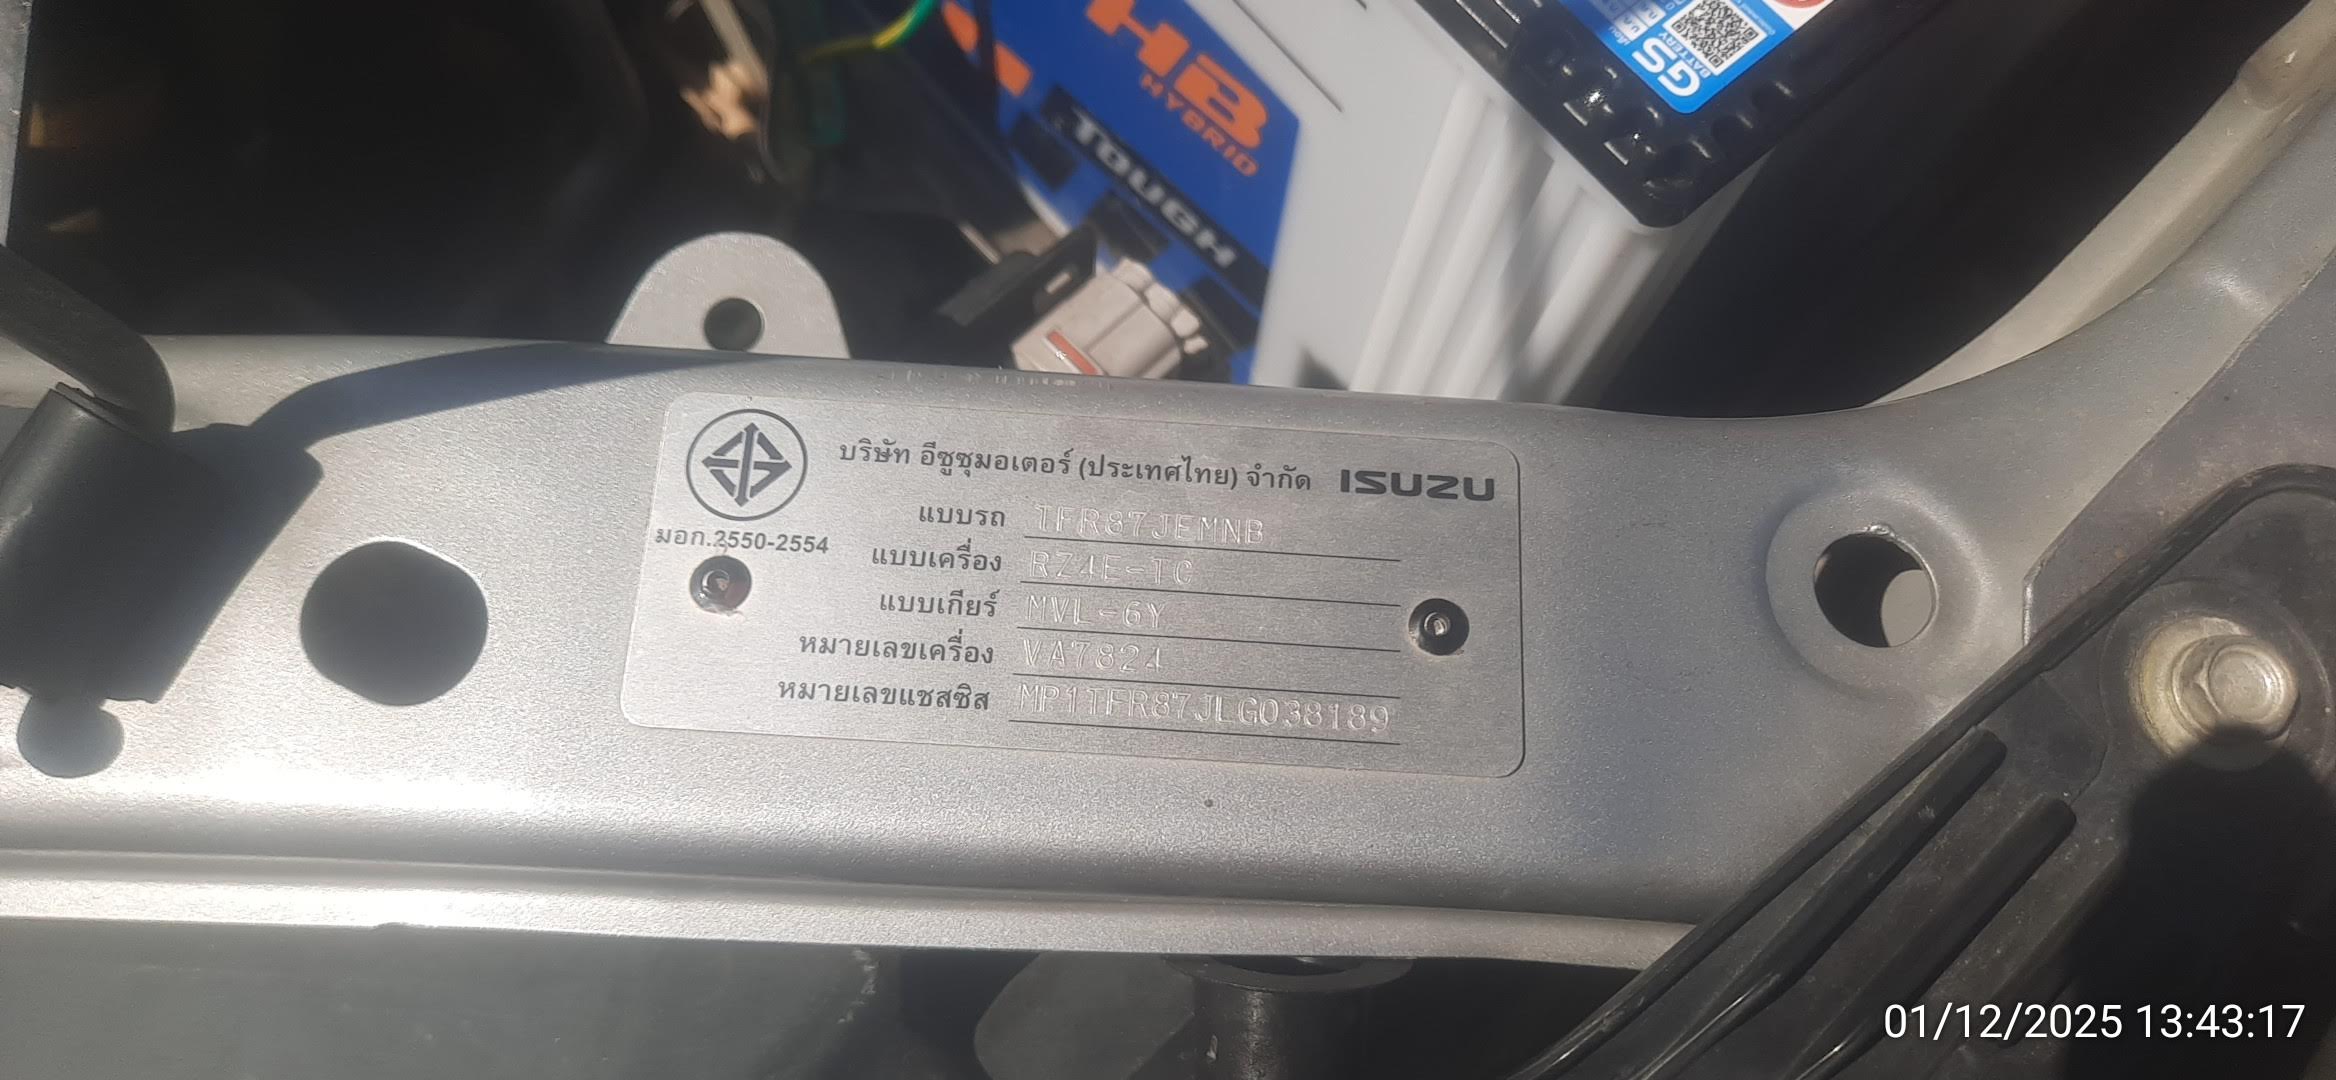 HB
HYBRID
TOUGH
GS
BATTERY
บริษัท อีซูซุมอเตอร์ (ประเทศไทย) จำกัด ISUZU
มอก.2550-2554
แบบรถ TFR87JEMNB
แบบเครื่อง RZ4E-TC
แบบเกียร์ MVL-6Y
หมายเลขเครื่อง VA7824
หมายเลขแชสซิส MP1TFR87JLG038189
01/12/2025 13:43:17